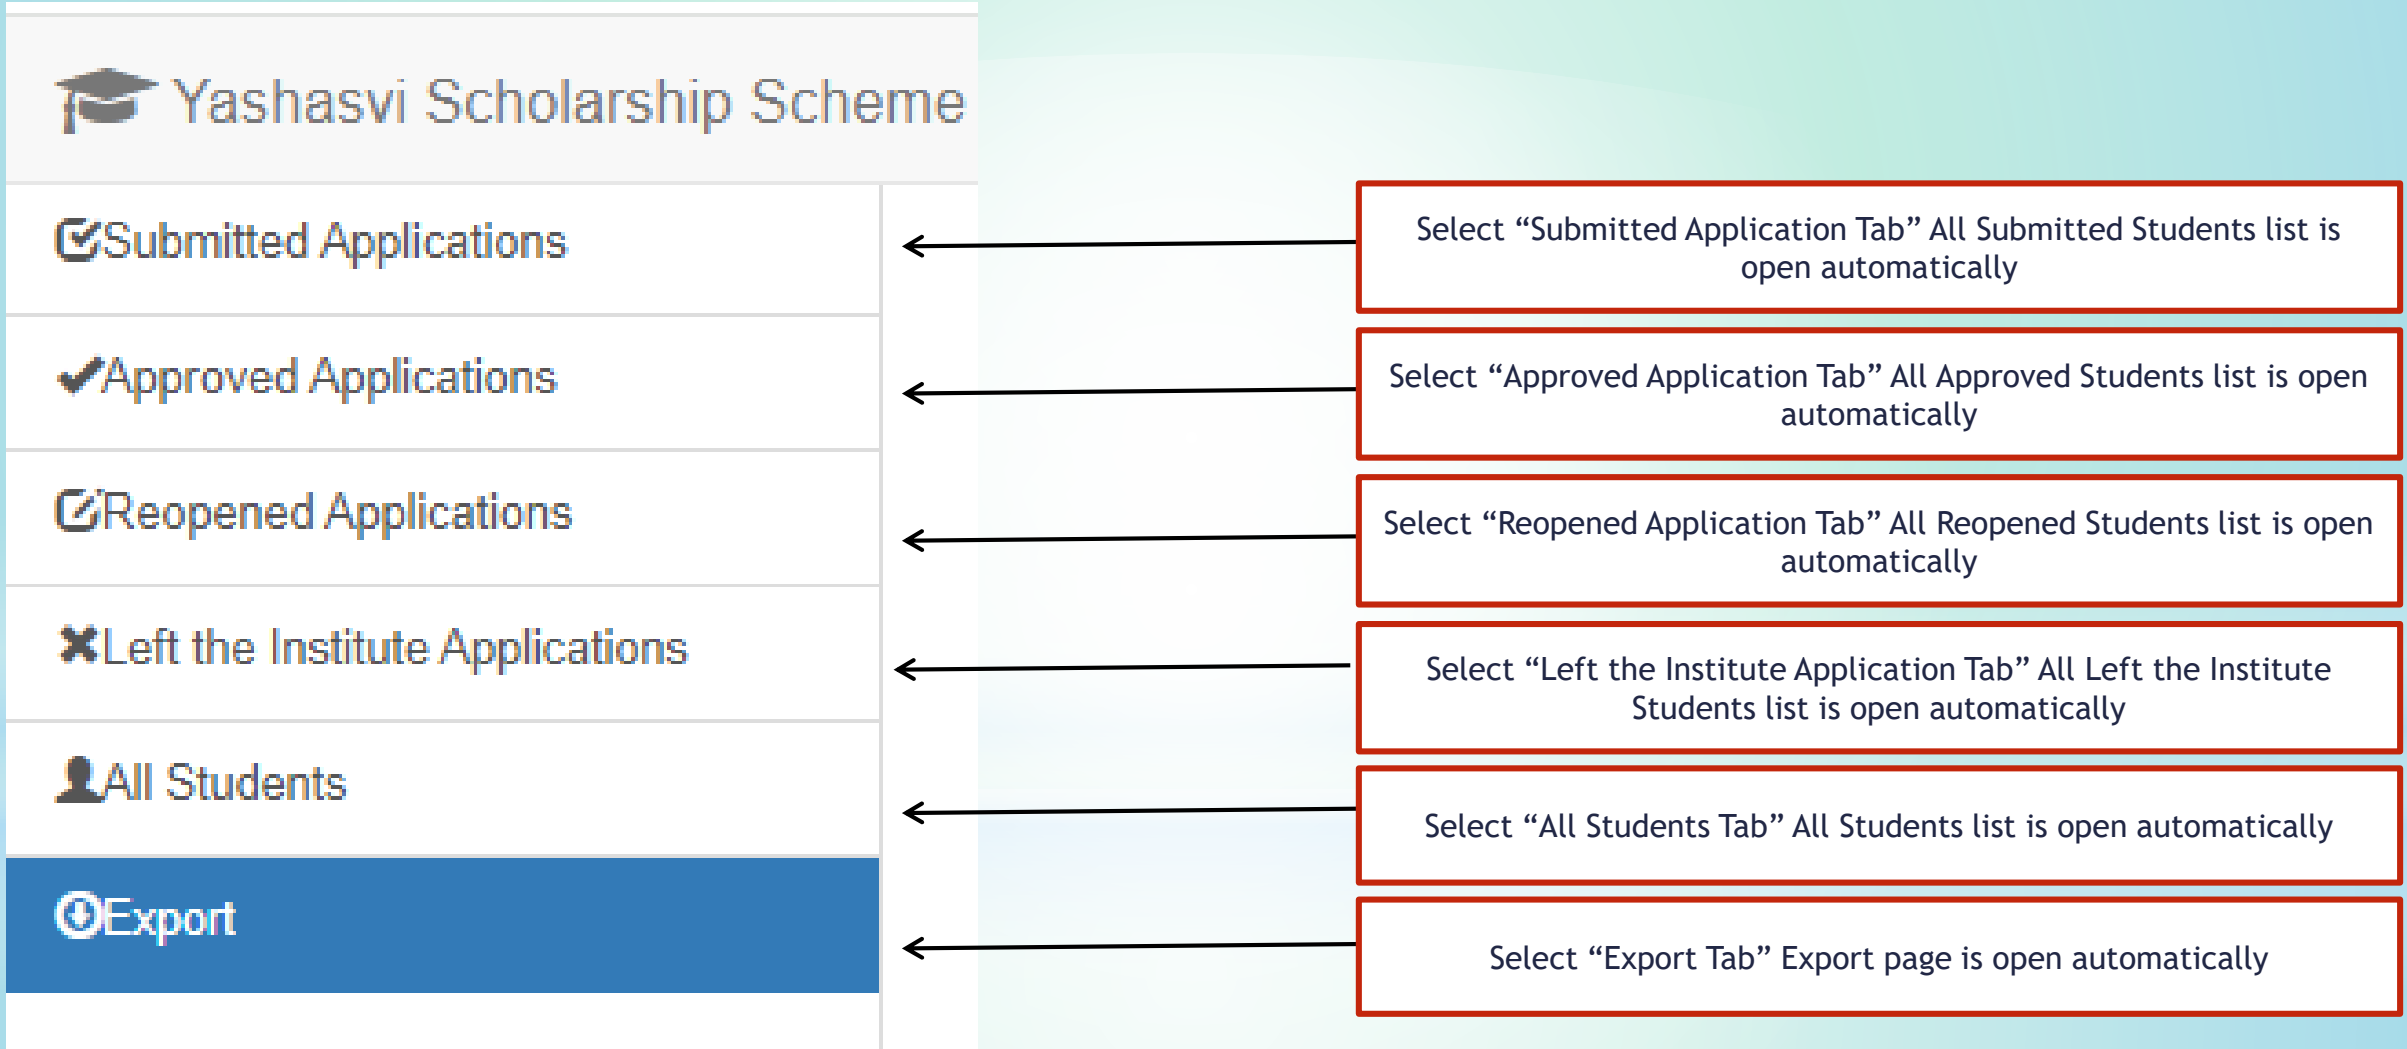 Yashasvi Scholarship Scheme
Submitted Applications
Select “Submitted Application Tab” All Submitted Students list is
open automatically
Approved Applications
Select “Approved Application Tab” All Approved Students list is open
automatically
Reopened Applications
Select “Reopened Application Tab” All Reopened Students list is open
automatically
Left the Institute Applications
Select “Left the Institute Application Tab” All Left the Institute
Students list is open automatically
All Students
Select “All Students Tab” All Students list is open automatically
Export
Select “Export Tab” Export page is open automatically